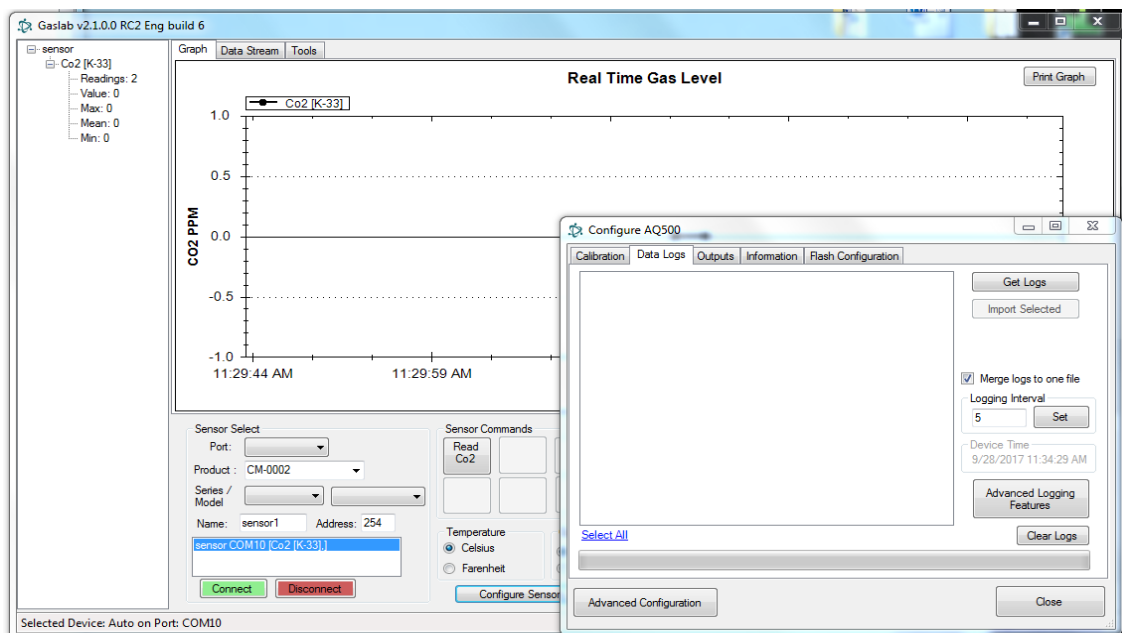 Gaslab v2.1.0.0 RC2 Eng build 6
sensor
Co2 [K-33]
Readings: 2
Value: 0
Max: 0
Mean: 0
Min: 0
Graph Data Stream Tools
Real Time Gas Level
Print Graph
Co2 [K-33]
CO2 PPM
1.0
0.5
0.0
-0.5
-1.0
11:29:44 AM 11:29:59 AM
Sensor Select
Port:
Product : CM-0002
Series /
Model
Name: sensor1 Address: 254
sensor COM10 [Co2 [K-33],]
Connect Disconnect
Sensor Commands
Read
Co2
Temperature
Celsius
Farenheit
Configure Sensor
Selected Device: Auto on Port: COM10
Configure AQ500
Calibration Data Logs Outputs Information Flash Configuration
Get Logs
Import Selected
Merge logs to one file
Logging Interval
5 Set
Device Time
9/28/2017 11:34:29 AM
Advanced Logging
Features
Select All
Clear Logs
Advanced Configuration
Close